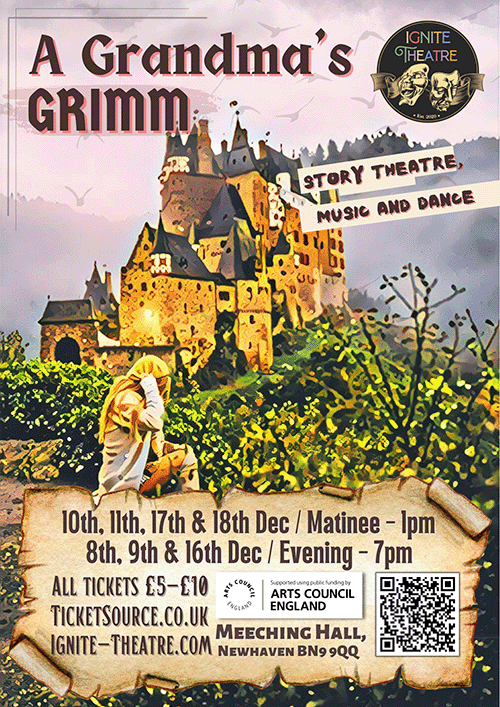 A Grandma's
GRIMM
IGNITE
THEATRE
Est. 2020
STORY THEATRE,
MUSIC AND DANCE
10th, 11th, 17th & 18th Dec / Matinee - 1pm
8th, 9th & 16th Dec / Evening - 7pm
ALL TICKETS £5-£10
TICKETSOURCE.CO.UK
IGNITE-THEATRE.COM
ARTS COUNCIL
ENGLAND
Supported using public funding by
ARTS COUNCIL
ENGLAND
MEECHING HALL,
NEWHAVEN BN9 9QQ